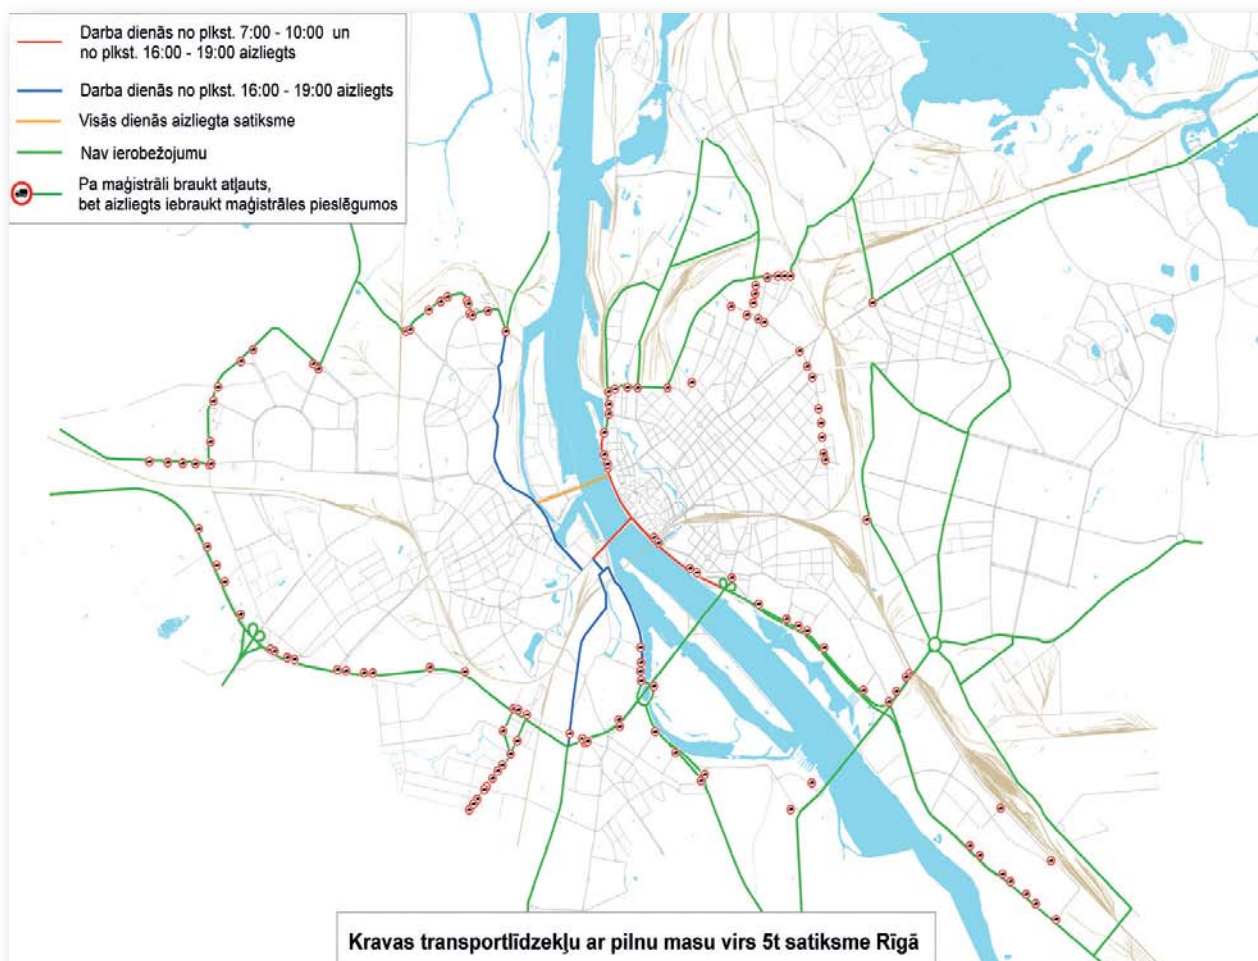 Darba dienās no plkst. 7:00 - 10:00 un
no plkst. 16:00 - 19:00 aizliegts
Darba dienās no plkst. 16:00 - 19:00 aizliegts
Visās dienās aizliegta satiksme
Nav ierobežojumu
Pa maģistrāli braukt atļauts,
bet aizliegts iebraukt maģistrāles pieslēgumos
Kravas transportlīdzekļu ar pilnu masu virs 5t satiksme Rīgā